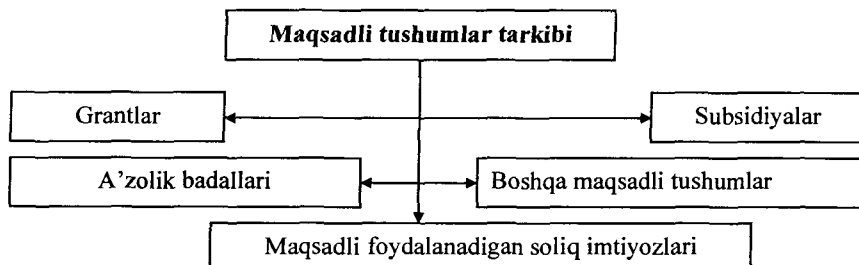 Maqsadli tushumlar tarkibi
Grantlar
Subsidiyalar
A'zolik badallari
Boshqa maqsadli tushumlar
Maqsadli foydalanadigan soliq imtiyozlari